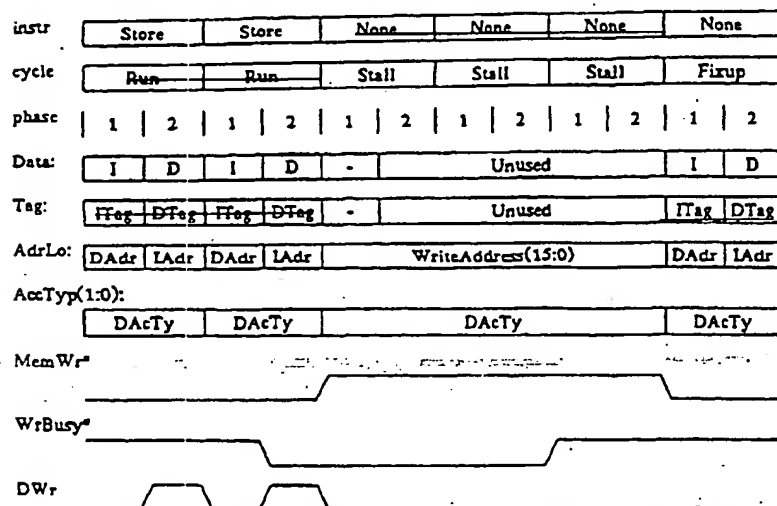 instr Store Store None None None None
cycle Run Run Stall Stall Stall Fixup
phase 1 2 1 2 1 2 1 2 1 2 1 2
Data: I D I D - Unused I D
Tag: ITag DTag ITag DTag - Unused ITag DTag
AdrLo: DAdr IAdr DAdr IAdr WriteAddress(15:0) DAdr IAdr
AccTyp(1:0):
DAcTy DAcTy DAcTy DAcTy
MemWr*
WrBusy*
DWr